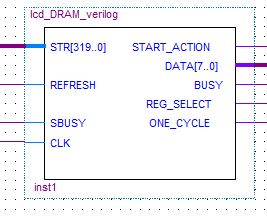 lcd_DRAM_verilog
STR[319..0] START_ACTION
DATA[7..0]
REFRESH BUSY
REG_SELECT
SBUSY ONE_CYCLE
CLK
inst1